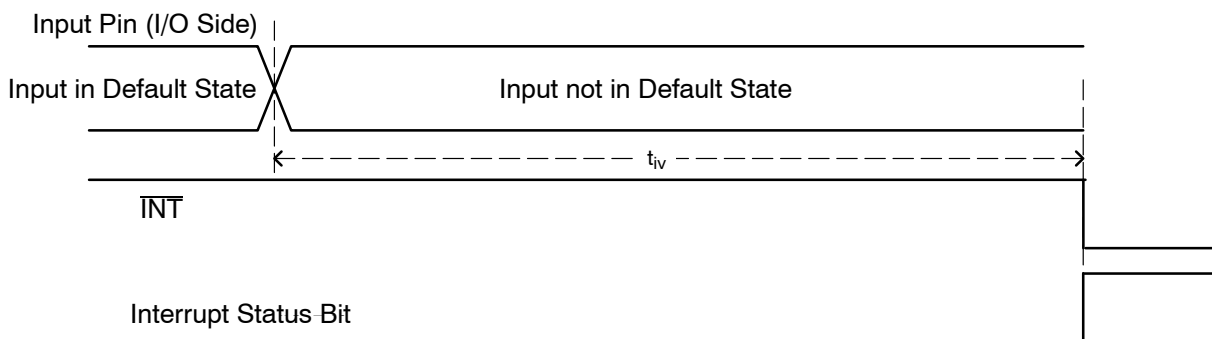 Input Pin (I/O Side)
Input in Default State
Input not in Default State
tiv
INT
Interrupt Status Bit